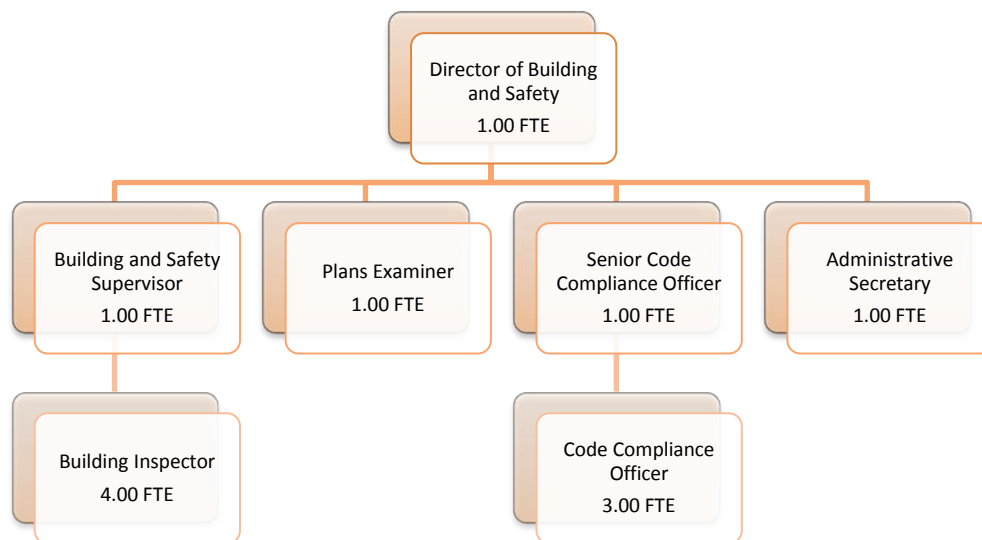 Director of Building
and Safety
1.00 FTE
Building and Safety
Supervisor
1.00 FTE
Plans Examiner
1.00 FTE
Senior Code
Compliance Officer
1.00 FTE
Administrative
Secretary
1.00 FTE
Building Inspector
4.00 FTE
Code Compliance
Officer
3.00 FTE